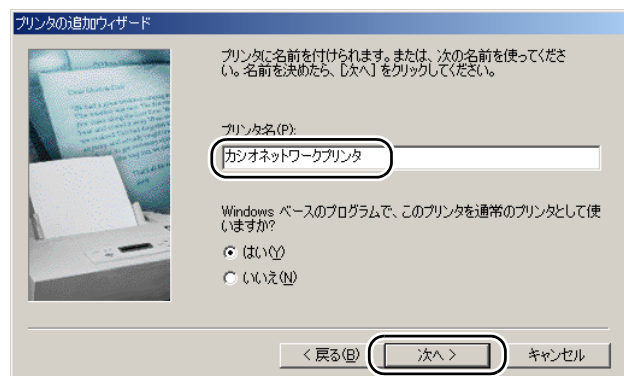 プリンタの追加ウィザード
プリンタに名前を付けられます。または、次の名前を使ってくださ
い。名前を決めたら、[次へ] をクリックしてください。
プリンタ名(P):
カシオネットワークプリンタ
Windows ベースのプログラムで、このプリンタを通常のプリンタとして使
いますか?
はい(Y)
いいえ(N)
< 戻る(B)
次へ >
キャンセル